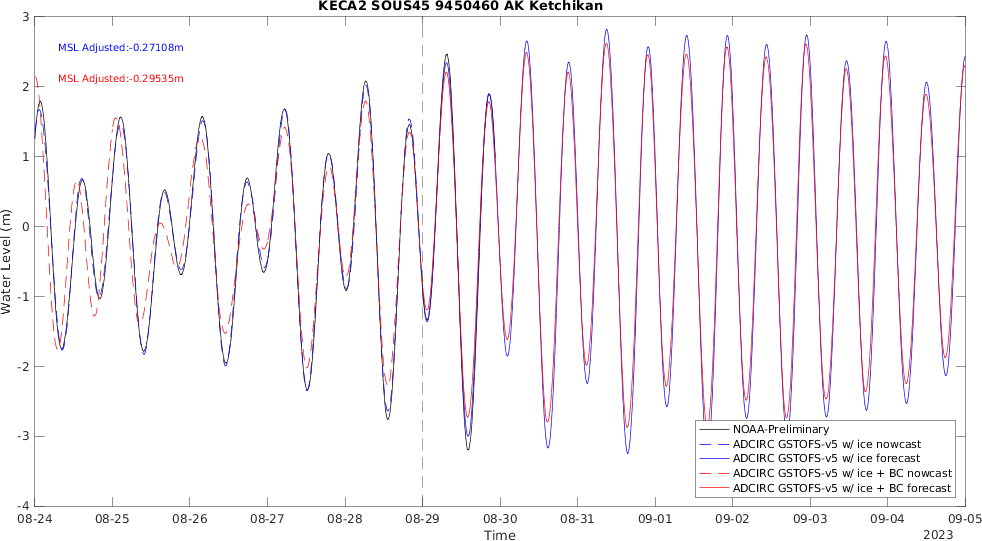 KECA2 SOUS45 9450460 AK Ketchikan
MSL Adjusted:-0.27108m
MSL Adjusted:-0.29535m
Water Level (m)
3
2
1
0
-1
-2
-3
-4
NOAA-Preliminary
ADCIRC GSTOFS-v5 w/ ice nowcast
ADCIRC GSTOFS-v5 w/ ice forecast
ADCIRC GSTOFS-v5 w/ ice + BC nowcast
ADCIRC GSTOFS-v5 w/ ice + BC forecast
08-24 08-25 08-26 08-27 08-28 08-29 08-30 08-31 09-01 09-02 09-03 09-04 09-05
Time
2023